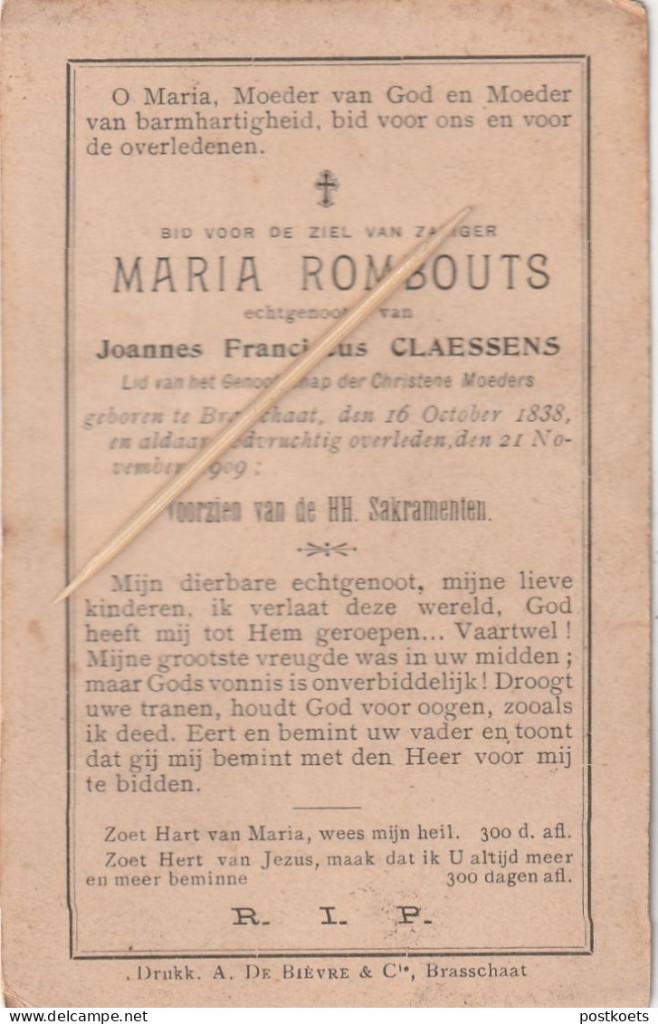 O Maria, Moeder van God en Moeder
van barmhartigheid, bid voor ons en voor
de overledenen.
BID VOOR DE ZIEL VAN ZALIGER
MARIA ROMBOUTS
echtgenoot van
Joannes Franciscus CLAESSENS
Lid van het Genootschap der Christene Moeders
geboren te Brasschaat, den 16 October 1838,
en aldaar godvruchtig overleden, den 21 No-
vember 1909 :
voorzien van de HH. Sakramenten.
Mijn dierbare echtgenoot, mijne lieve
kinderen, ik verlaat deze wereld, God
heeft mij tot Hem geroepen... Vaartwel !
Mijne grootste vreugde was in uw midden ;
maar Gods vonnis is onverbiddelijk ! Droogt
uwe tranen, houdt God voor oogen, zooals
ik deed. Eert en bemint uw vader en toont
dat gij mij bemint met den Heer voor mij
te bidden.
Zoet Hart van Maria, wees mijn heil. 300 d. afl.
Zoet Hert van Jezus, maak dat ik U altijd meer
en meer beminne 300 dagen afl.
R. I. P.
Drukk. A. DE BIÈVRE & Cie, Brasschaat
delcampe.net
postkoets